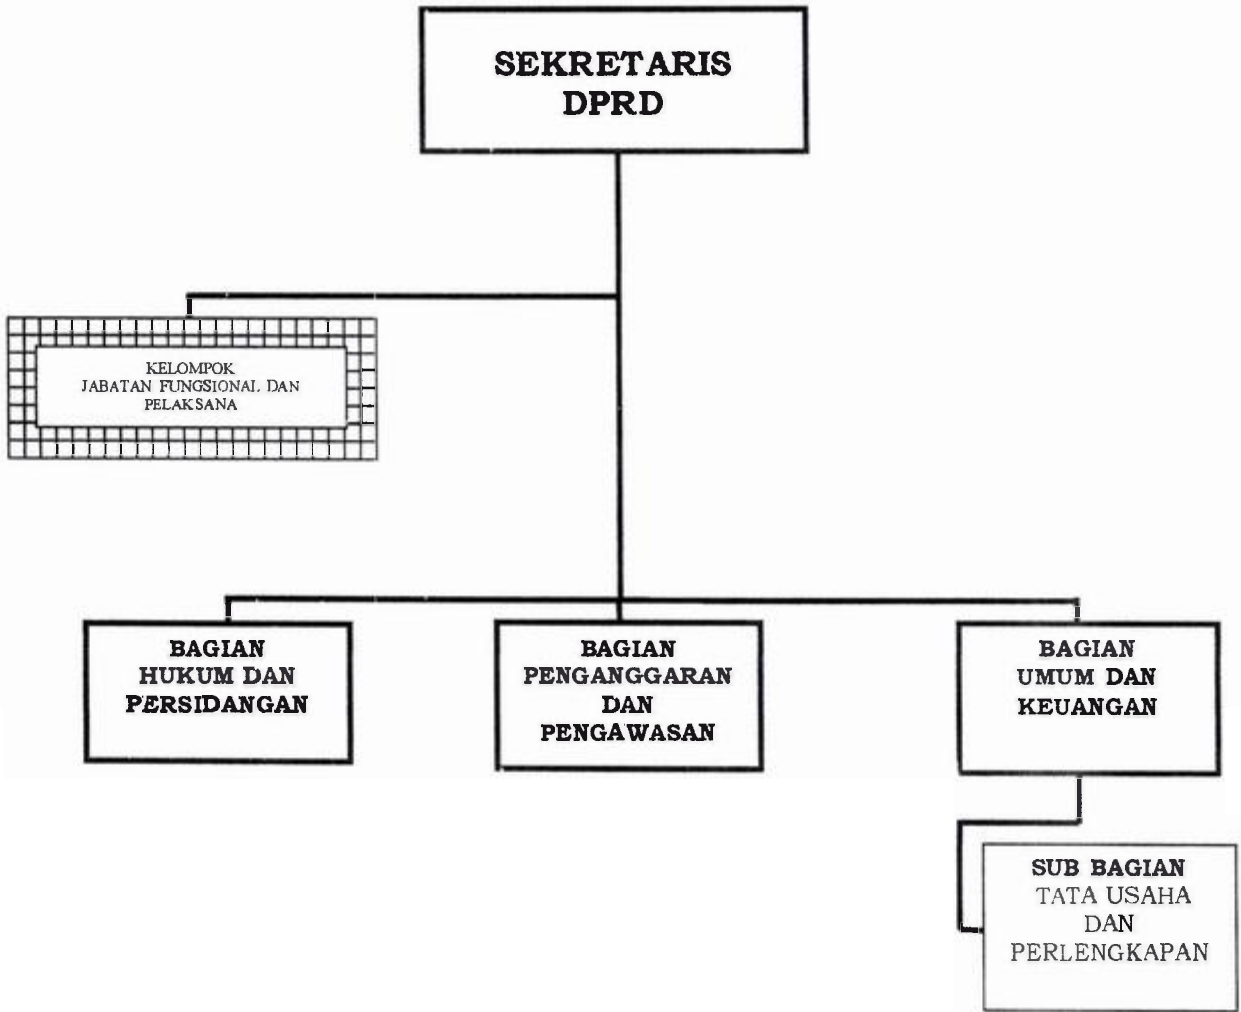 SEKRETARIS
DPRD
KELOMPOK
JABATAN FUNGSIONAL DAN
PELAKSANA
BAGIAN
HUKUM DAN
PERSIDANGAN
BAGIAN
PENGANGGARAN
DAN
PENGAWASAN
BAGIAN
UMUM DAN
KEUANGAN
SUB BAGIAN
TATA USAHA
DAN
PERLENGKAPAN